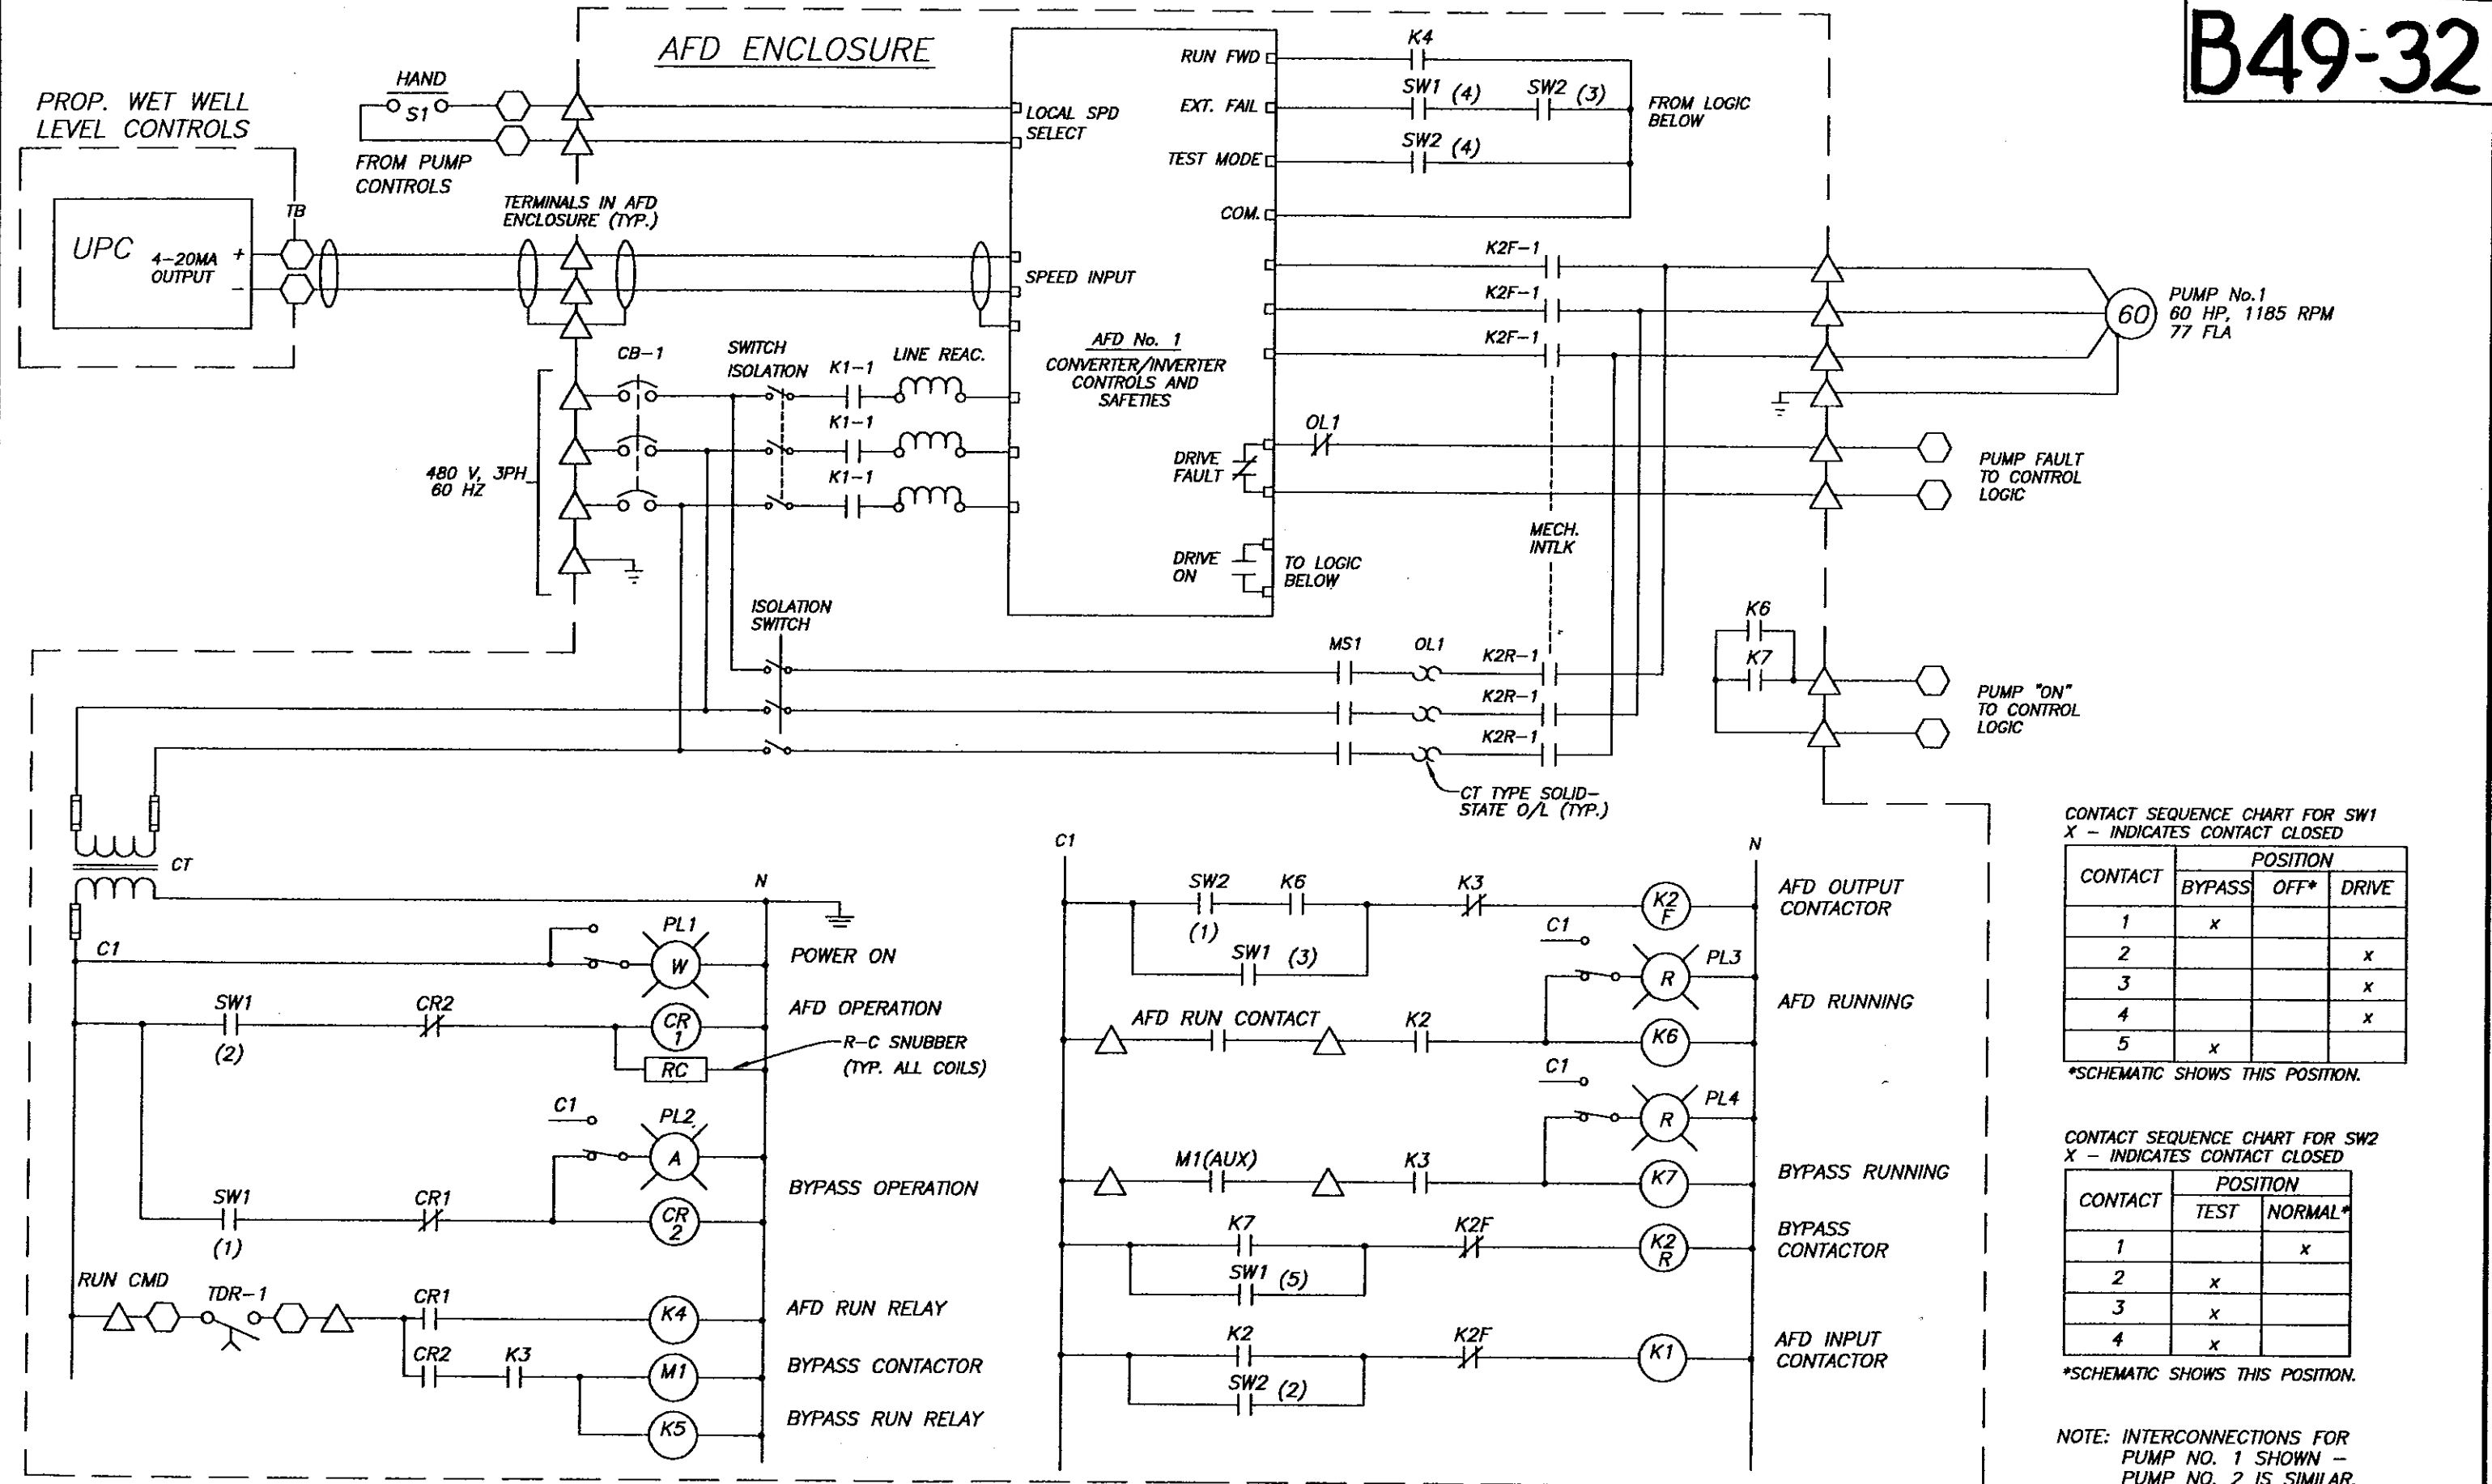 B49-32
AFD ENCLOSURE
PROP. WET WELL
LEVEL CONTROLS
HAND
S1
FROM PUMP
CONTROLS
TERMINALS IN AFD
ENCLOSURE (TYP.)
TB
UPC
4-20MA
OUTPUT
+
-
LOCAL SPD
SELECT
SPEED INPUT
RUN FWD
EXT. FAIL
TEST MODE
COM.
K4
SW1 (4)
SW2 (3)
SW2 (4)
FROM LOGIC
BELOW
AFD No. 1
CONVERTER/INVERTER
CONTROLS AND
SAFETIES
DRIVE
FAULT
DRIVE
ON
TO LOGIC
BELOW
CB-1
SWITCH
ISOLATION
K1-1
K1-1
K1-1
LINE REAC.
480 V, 3PH
60 HZ
K2F-1
K2F-1
K2F-1
OL1
MECH.
INTLK
60
PUMP No.1
60 HP, 1185 RPM
77 FLA
PUMP FAULT
TO CONTROL
LOGIC
ISOLATION
SWITCH
MS1
OL1
K2R-1
K2R-1
K2R-1
CT TYPE SOLID-
STATE O/L (TYP.)
K6
K7
PUMP "ON"
TO CONTROL
LOGIC
CT
N
C1
PL1
W
POWER ON
SW1
(2)
CR2
CR
1
AFD OPERATION
RC
R-C SNUBBER
(TYP. ALL COILS)
C1
PL2
A
SW1
(1)
CR1
CR
2
BYPASS OPERATION
RUN CMD
TDR-1
CR1
K4
AFD RUN RELAY
CR2
K3
M1
BYPASS CONTACTOR
K5
BYPASS RUN RELAY
C1
N
SW2
(1)
K6
K3
K2
F
AFD OUTPUT
CONTACTOR
SW1 (3)
C1
PL3
R
AFD RUNNING
AFD RUN CONTACT
K2
K6
C1
PL4
R
M1(AUX)
K3
K7
BYPASS RUNNING
K7
K2F
K2
R
BYPASS
CONTACTOR
SW1 (5)
K2
K2F
K1
AFD INPUT
CONTACTOR
SW2 (2)
CONTACT SEQUENCE CHART FOR SW1
X - INDICATES CONTACT CLOSED
CONTACT POSITION
BYPASS OFF* DRIVE
1 x
2 x
3 x
4 x
5 x
*SCHEMATIC SHOWS THIS POSITION.
CONTACT SEQUENCE CHART FOR SW2
X - INDICATES CONTACT CLOSED
CONTACT POSITION
TEST NORMAL*
1 x
2 x
3 x
4 x
*SCHEMATIC SHOWS THIS POSITION.
NOTE: INTERCONNECTIONS FOR
PUMP NO. 1 SHOWN -
PUMP NO. 2 IS SIMILAR.